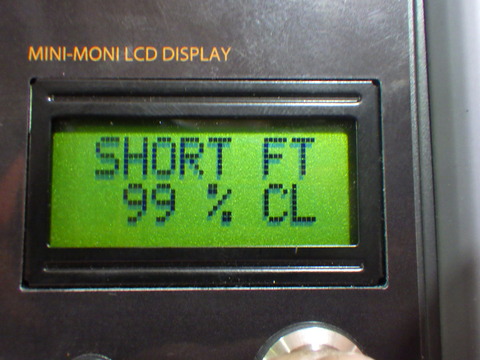 MINI-MONI LCD DISPLAY
SHORT FT
99 % CL